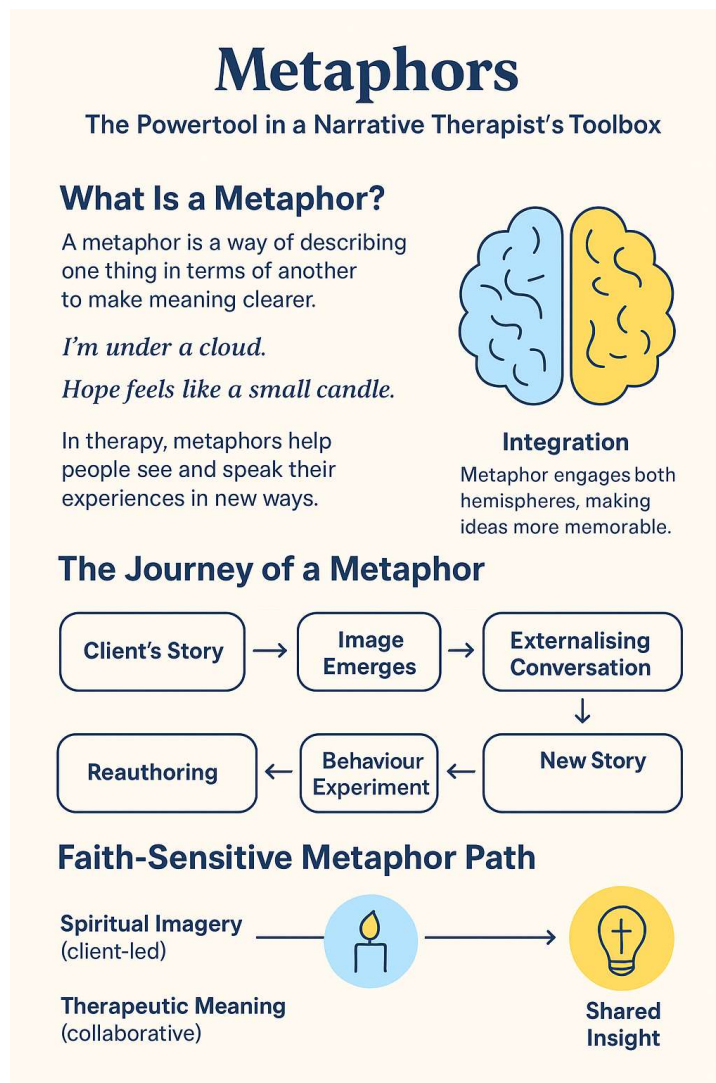 Metaphors
The Powertool in a Narrative Therapist's Toolbox
What Is a Metaphor?
A metaphor is a way of describing
one thing in terms of another
to make meaning clearer.
I'm under a cloud.
Hope feels like a small candle.
In therapy, metaphors help
people see and speak their
experiences in new ways.
Integration
Metaphor engages both
hemispheres, making
ideas more memorable.
The Journey of a Metaphor
Client's Story
Image
Emerges
Externalising
Conversation
New Story
Behaviour
Experiment
Reauthoring
Faith-Sensitive Metaphor Path
Spiritual Imagery
(client-led)
Therapeutic Meaning
(collaborative)
Shared
Insight